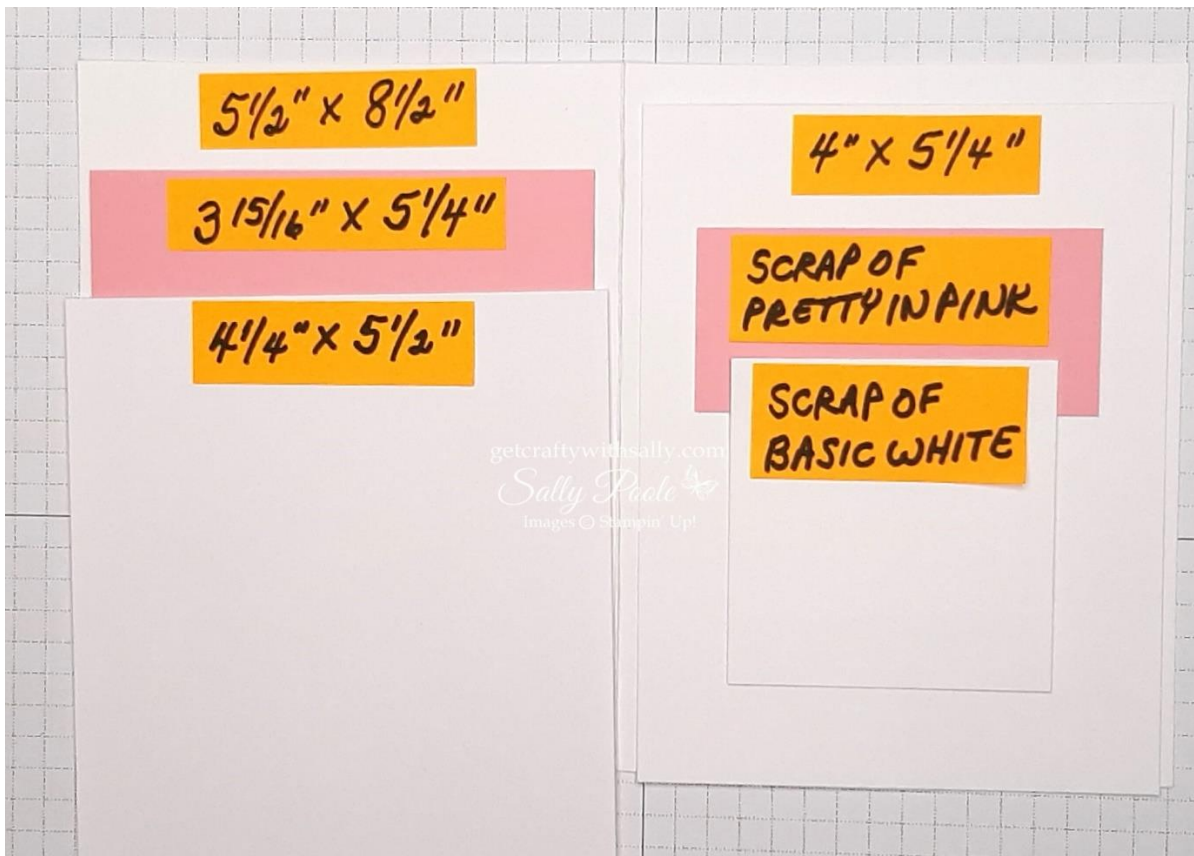 5 1/2" X 8 1/2"
3 15/16" X 5 1/4"
4 1/4" X 5 1/2"
4" X 5 1/4"
SCRAP OF
PRETTY IN PINK
SCRAP OF
BASIC WHITE
getcraftywithsally.com
Sally Poole
Images © Stampin' Up!